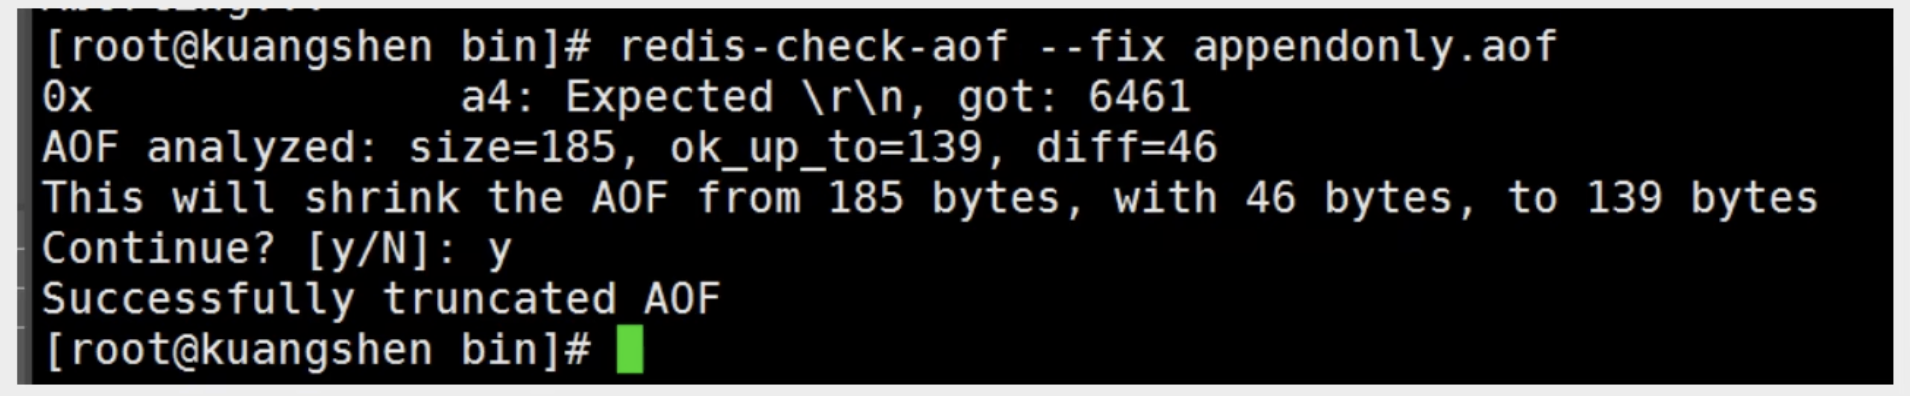 [root@kuangshen bin]# redis-check-aof --fix appendonly.aof
0x              a4: Expected \r\n, got: 6461
AOF analyzed: size=185, ok_up_to=139, diff=46
This will shrink the AOF from 185 bytes, with 46 bytes, to 139 bytes
Continue? [y/N]: y
Successfully truncated AOF
[root@kuangshen bin]#